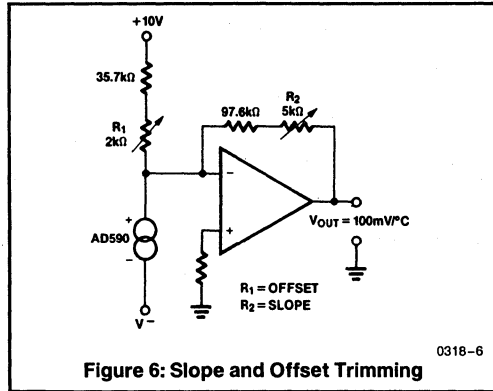 +10V
35.7kΩ
R1
2kΩ
97.6kΩ
R2
5kΩ
−
+
+
AD590
−
V−
VOUT = 100mV/°C
R1 = OFFSET
R2 = SLOPE
0318–6
Figure 6: Slope and Offset Trimming